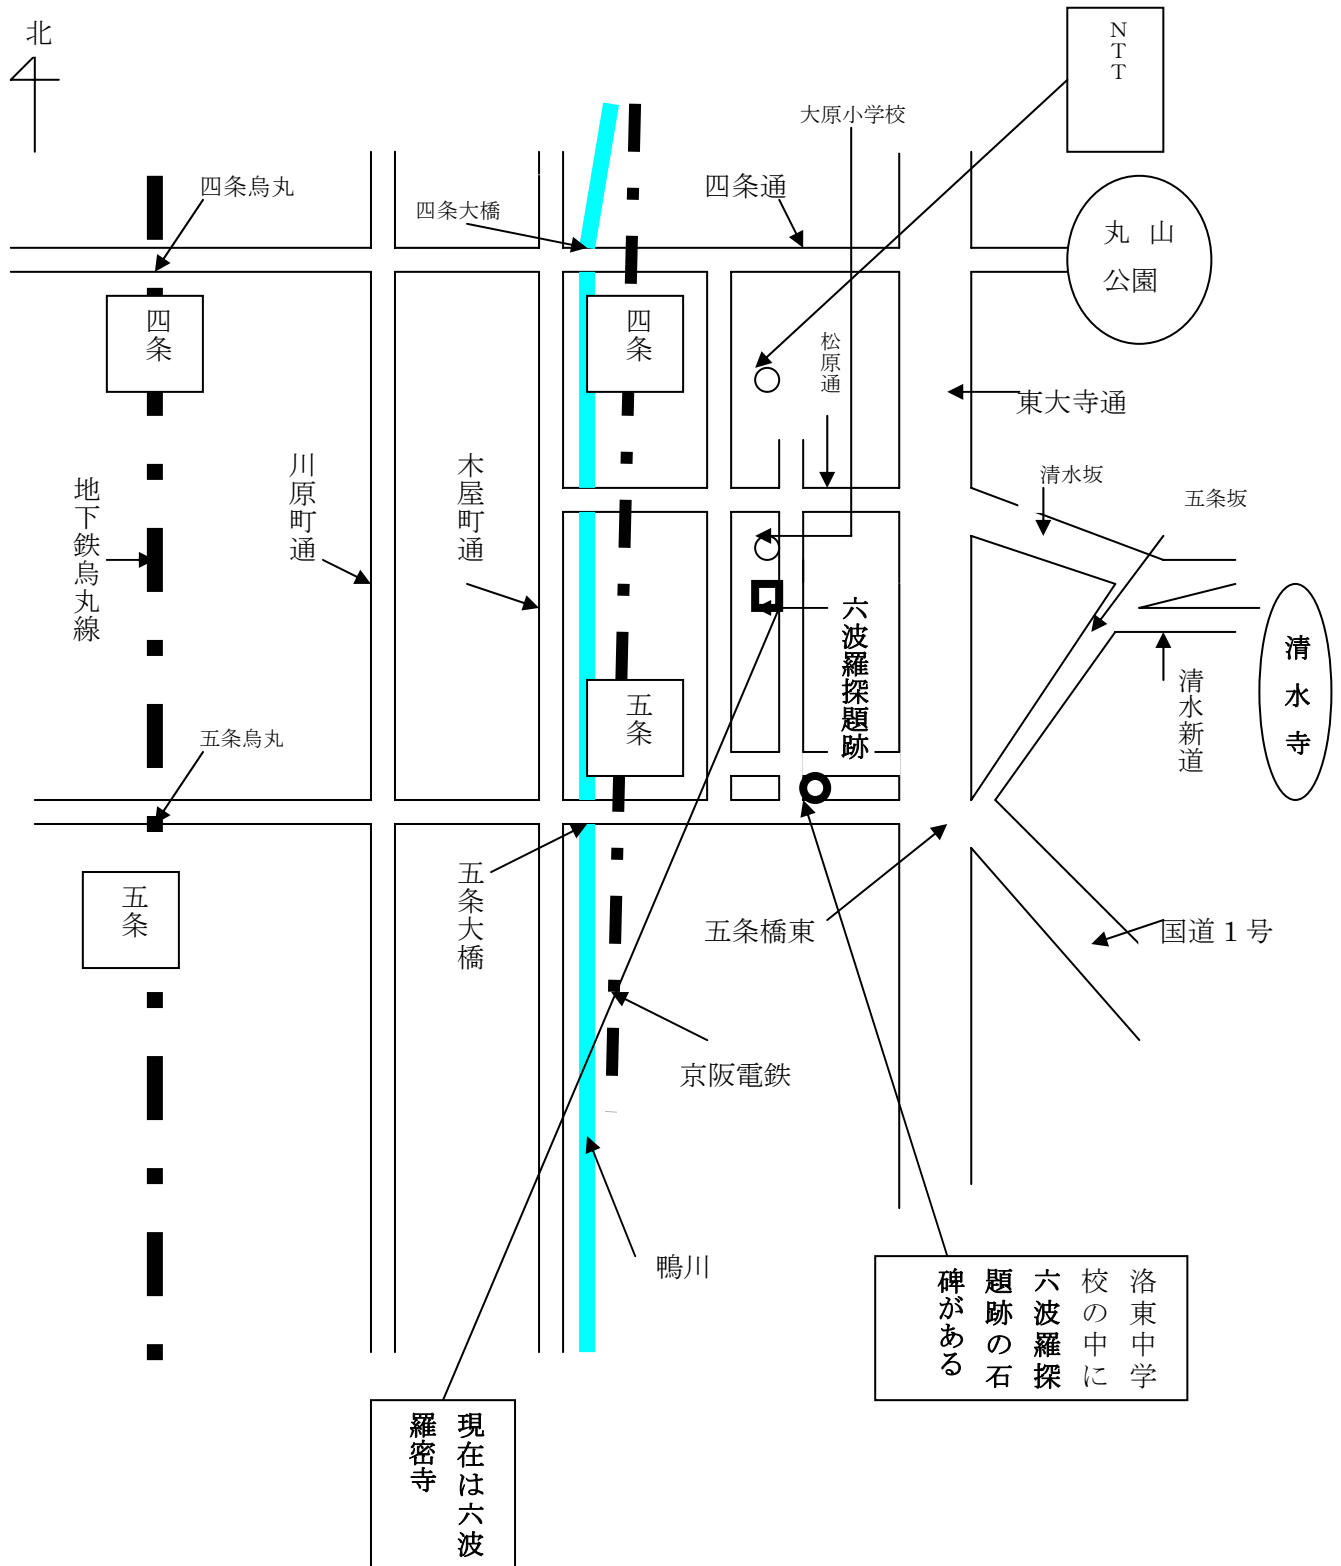 北
NTT
大原小学校
四条烏丸
四条通
四条大橋
丸 山
公園
四条
四条
松原通
東大寺通
清水坂
五条坂
川原町通
木屋町通
地下鉄烏丸線
六波羅探題跡
清水寺
清水新道
五条
五条烏丸
五条
五条大橋
五条橋東
国道1号
京阪電鉄
鴨川
洛東中学
校の中に
六波羅探
題跡の石
碑がある
現在は六波
羅密寺